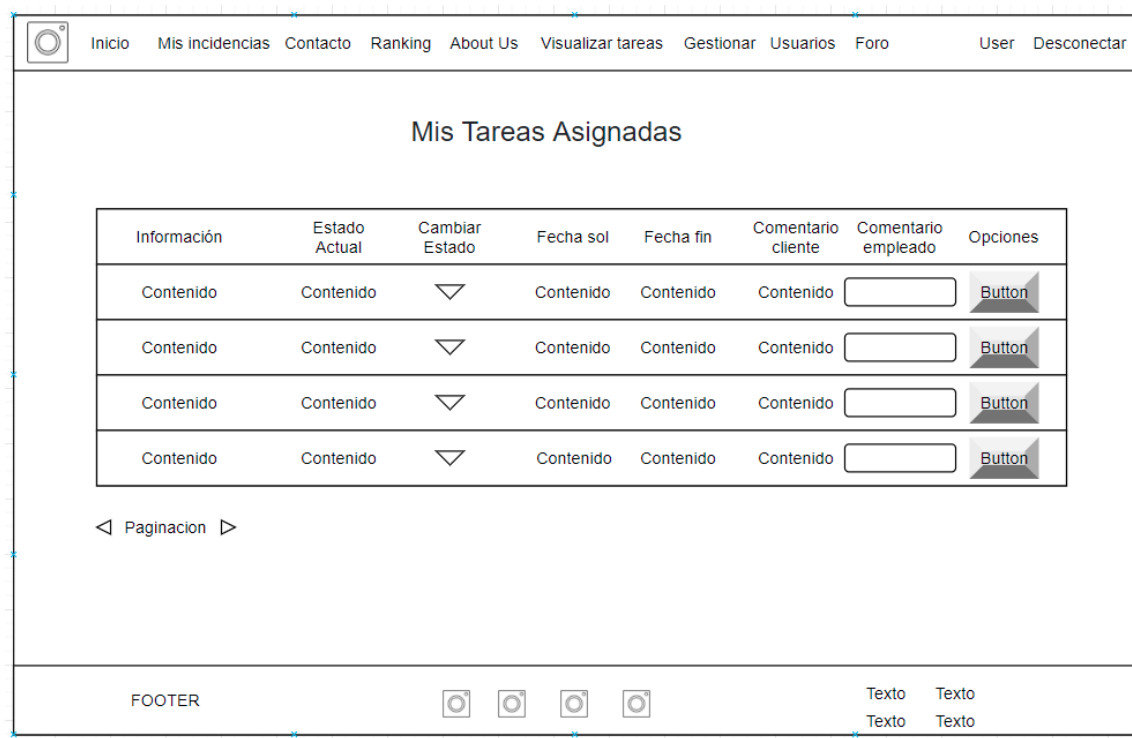 Inicio Mis incidencias Contacto Ranking About Us Visualizar tareas Gestionar Usuarios Foro User Desconectar
Mis Tareas Asignadas
Información Estado Actual Cambiar Estado Fecha sol Fecha fin Comentario cliente Comentario empleado Opciones
Contenido Contenido Contenido Contenido Contenido Button
Contenido Contenido Contenido Contenido Contenido Button
Contenido Contenido Contenido Contenido Contenido Button
Contenido Contenido Contenido Contenido Contenido Button
Paginacion
FOOTER
Texto Texto
Texto Texto